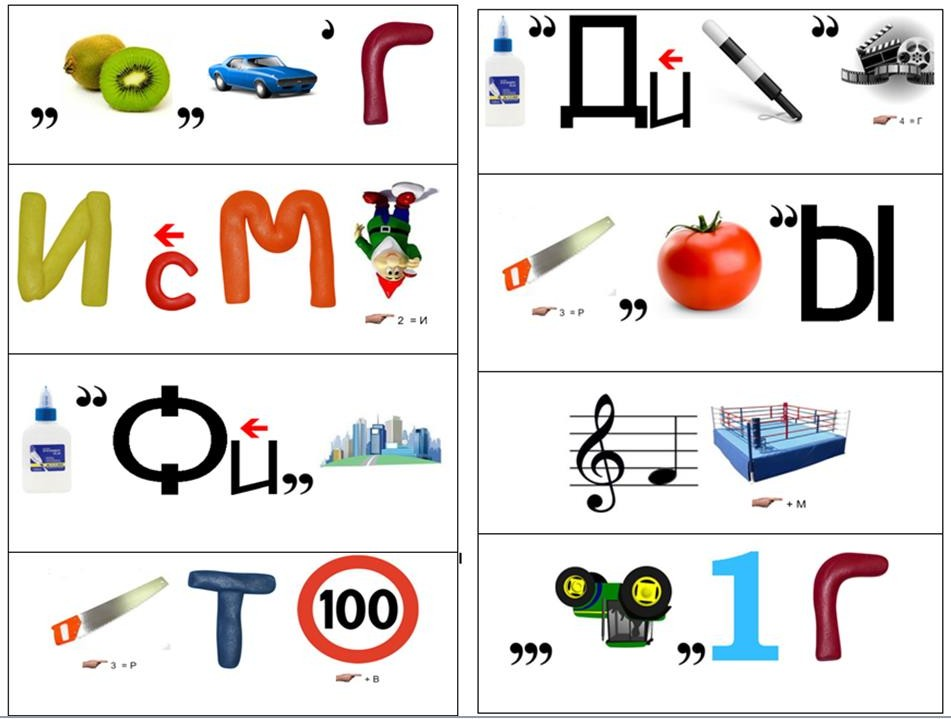 ,, ,, , Г
И с М
2 = И
,, Ф и ,,
Т 100
3 = Р
+ В
,, Д и ,,
4 = Г
,, ,, Ы
3 = Р
+ М
,,, ,, 1 Г